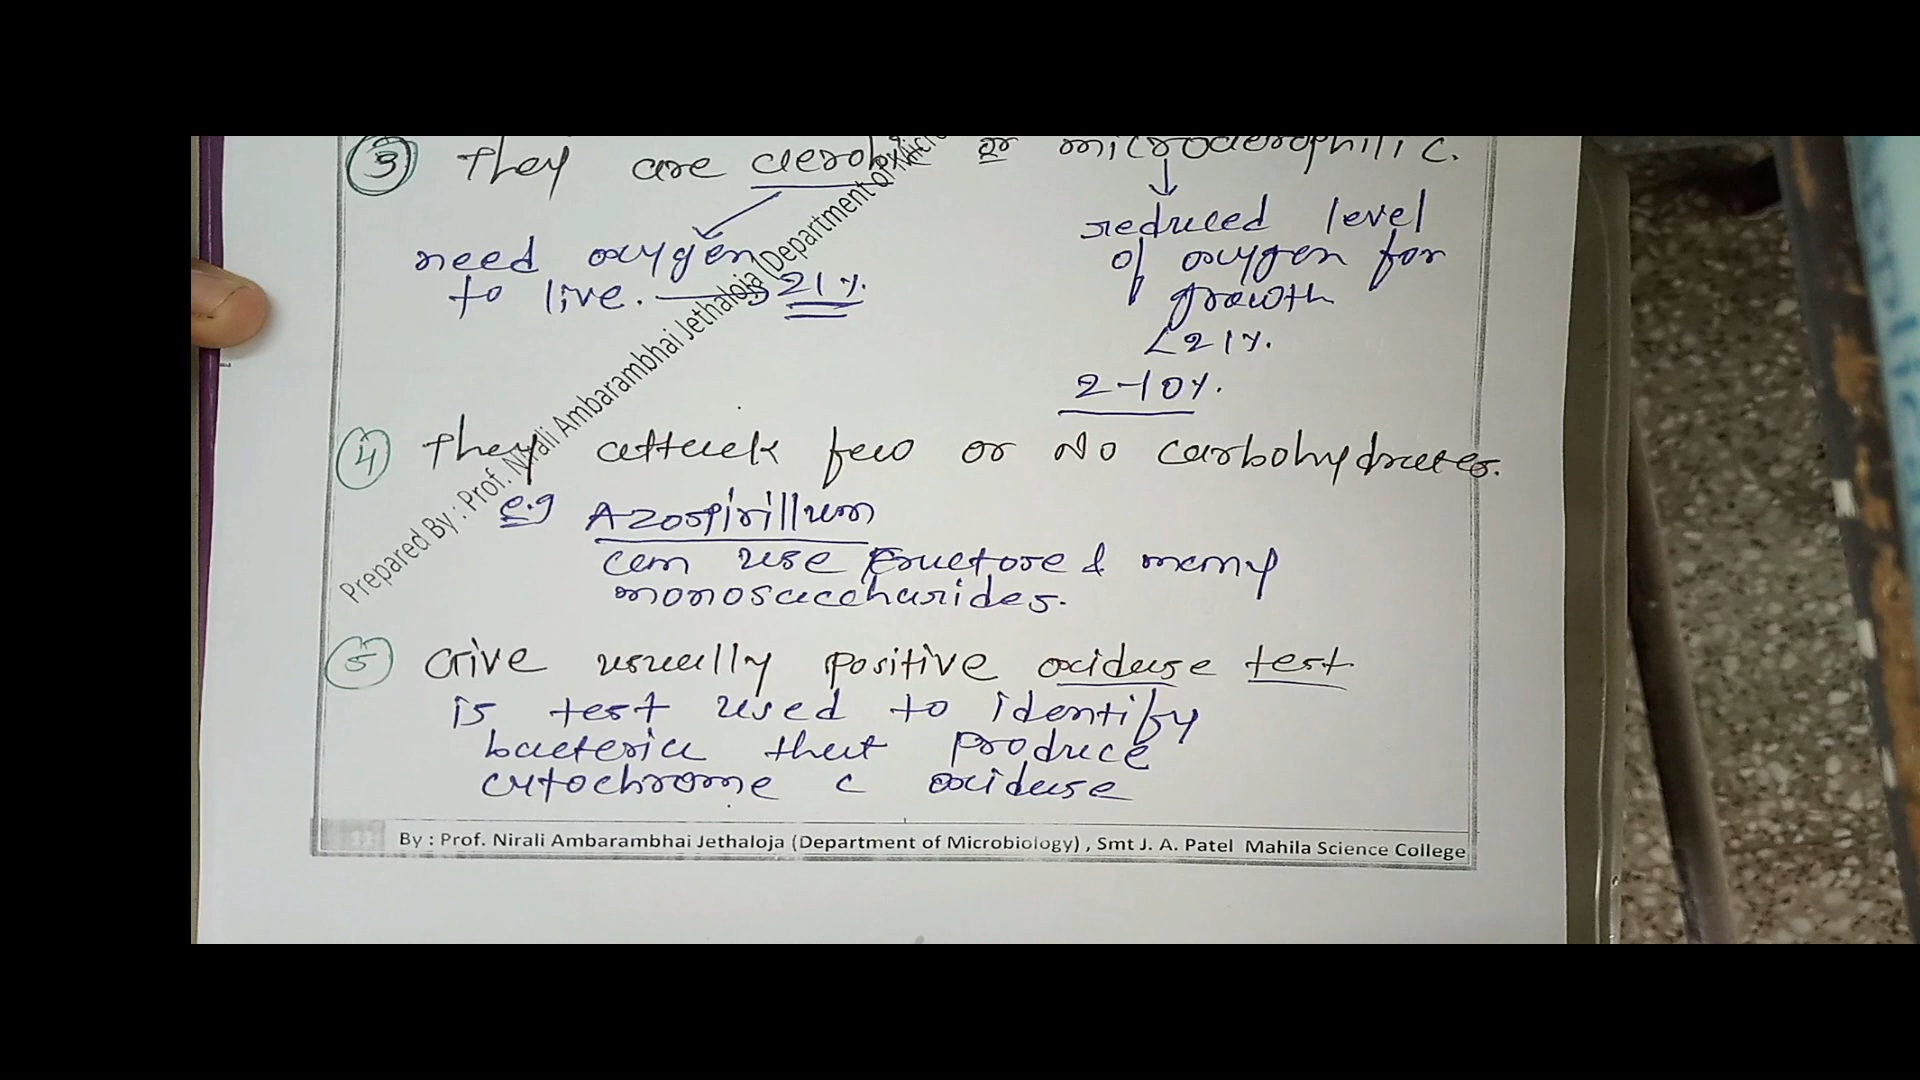 ③ They are aerobic or microaerophilic.
need oxygen
to live. → 21%.
reduced level
of oxygen for
growth
<21%.
2-10%.
④ They attack few or No carbohydrates.
e.g Azospirillum
can use fructose & many
monosaccharides.
⑤ Give usually positive oxidase test
is test used to identify
bacteria that produce
cytochrome c oxidase
Prepared By : Prof. Nirali Ambarambhai Jethaloja (Department of Micro
By : Prof. Nirali Ambarambhai Jethaloja (Department of Microbiology) , Smt J. A. Patel Mahila Science College